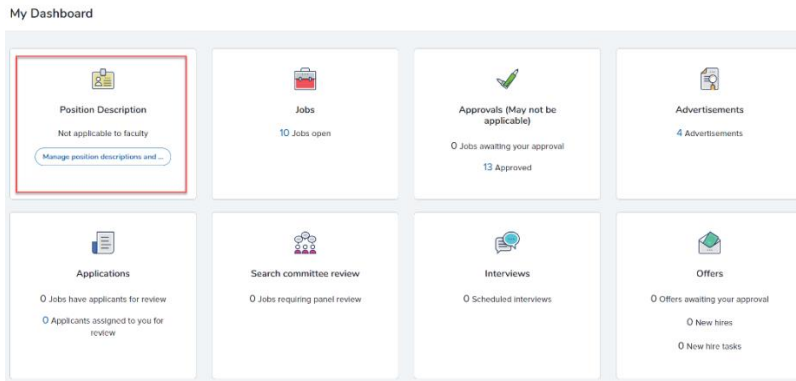 My Dashboard
Position Description
Not applicable to faculty
Manage position descriptions and ...
Jobs
10 Jobs open
Approvals (May not be
applicable)
0 Jobs awaiting your approval
13 Approved
Advertisements
4 Advertisements
Applications
0 Jobs have applicants for review
0 Applicants assigned to you for
review
Search committee review
0 Jobs requiring panel review
Interviews
0 Scheduled interviews
Offers
0 Offers awaiting your approval
0 New hires
0 New hire tasks